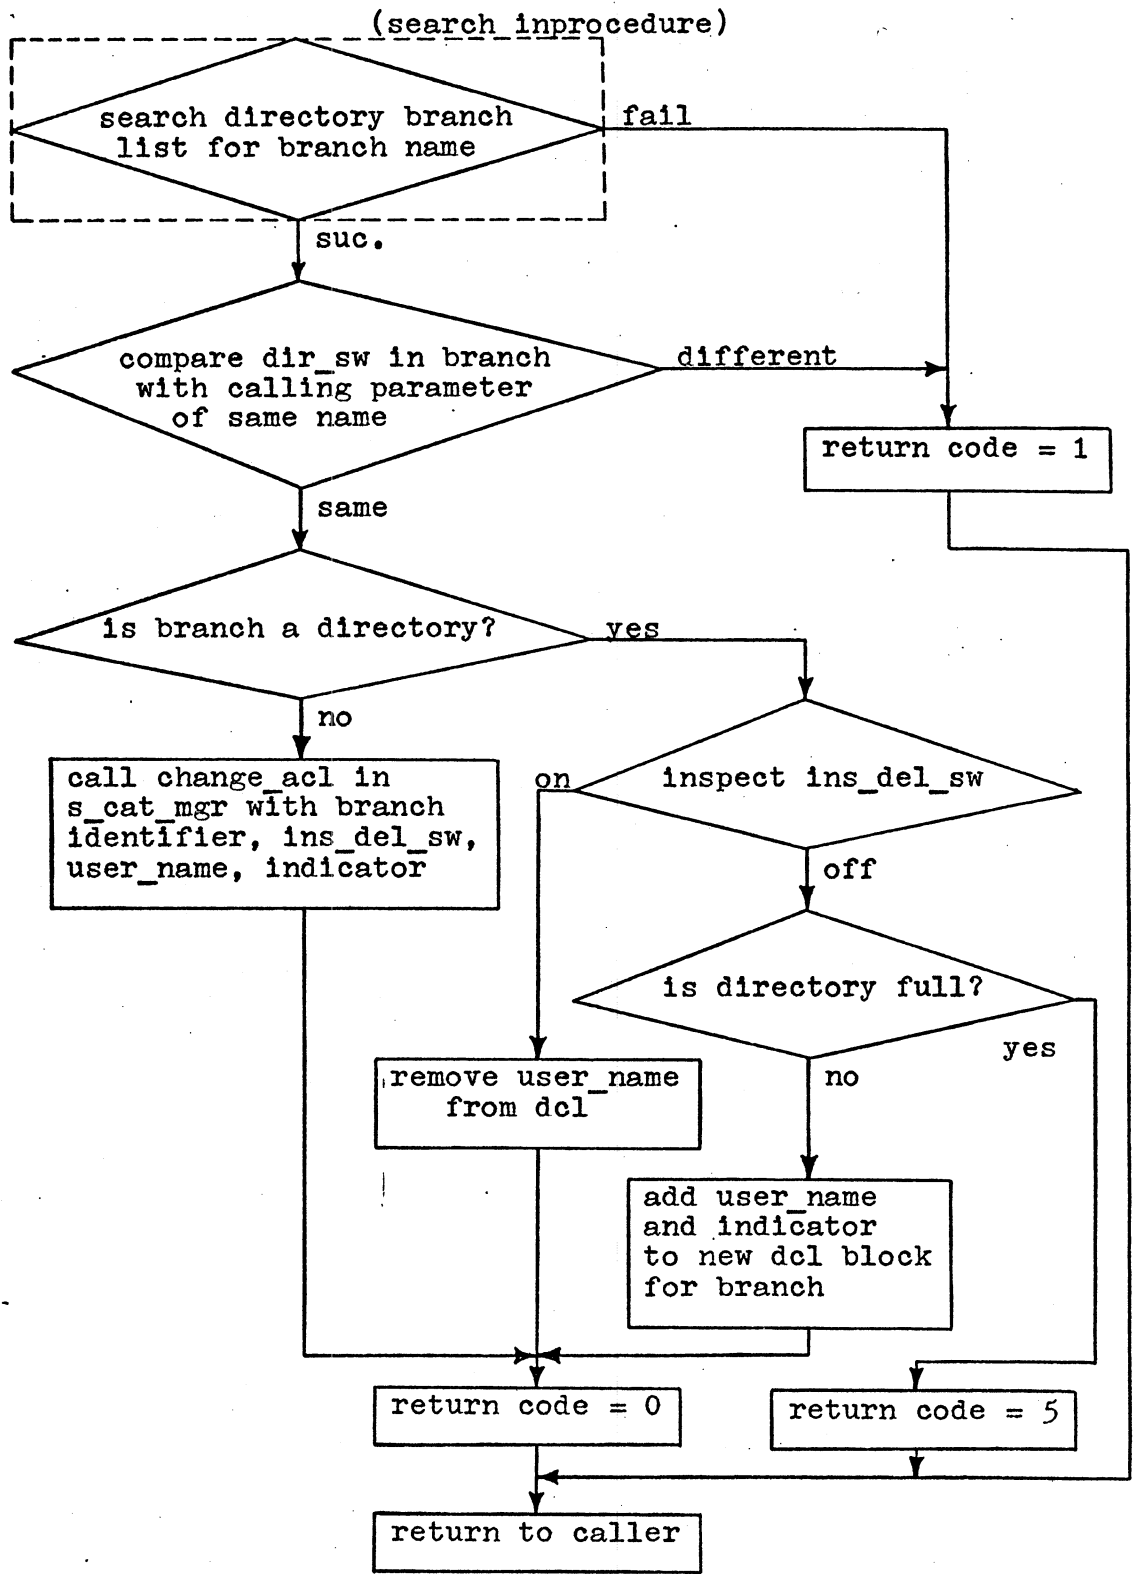 (search inprocedure)
search directory branch
list for branch name
fail
suc.
compare dir_sw in branch
with calling parameter
of same name
different
return code = 1
same
is branch a directory?
yes
no
call change_acl in
s_cat_mgr with branch
identifier, ins_del_sw,
user_name, indicator
on
inspect ins_del_sw
off
is directory full?
yes
remove user_name
from dcl
no
add user_name
and indicator
to new dcl block
for branch
return code = 0
return code = 5
return to caller